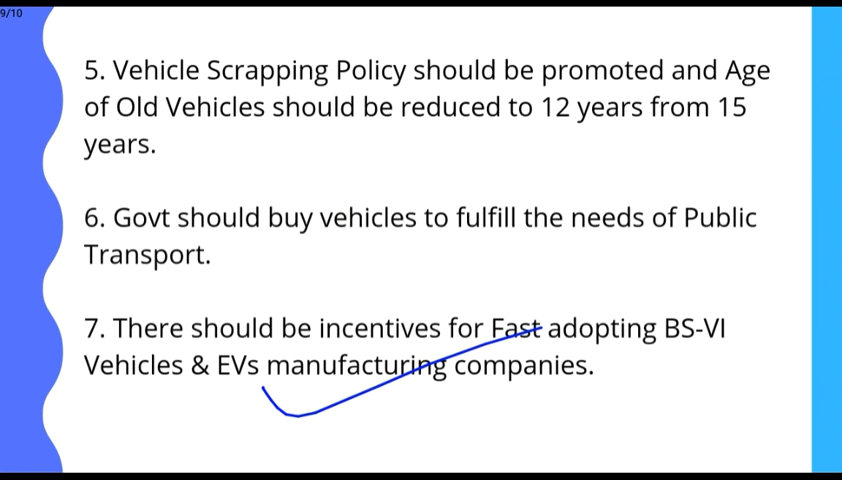 9/10
5. Vehicle Scrapping Policy should be promoted and Age
of Old Vehicles should be reduced to 12 years from 15
years.
6. Govt should buy vehicles to fulfill the needs of Public
Transport.
7. There should be incentives for Fast adopting BS-VI
Vehicles & EVs manufacturing companies.